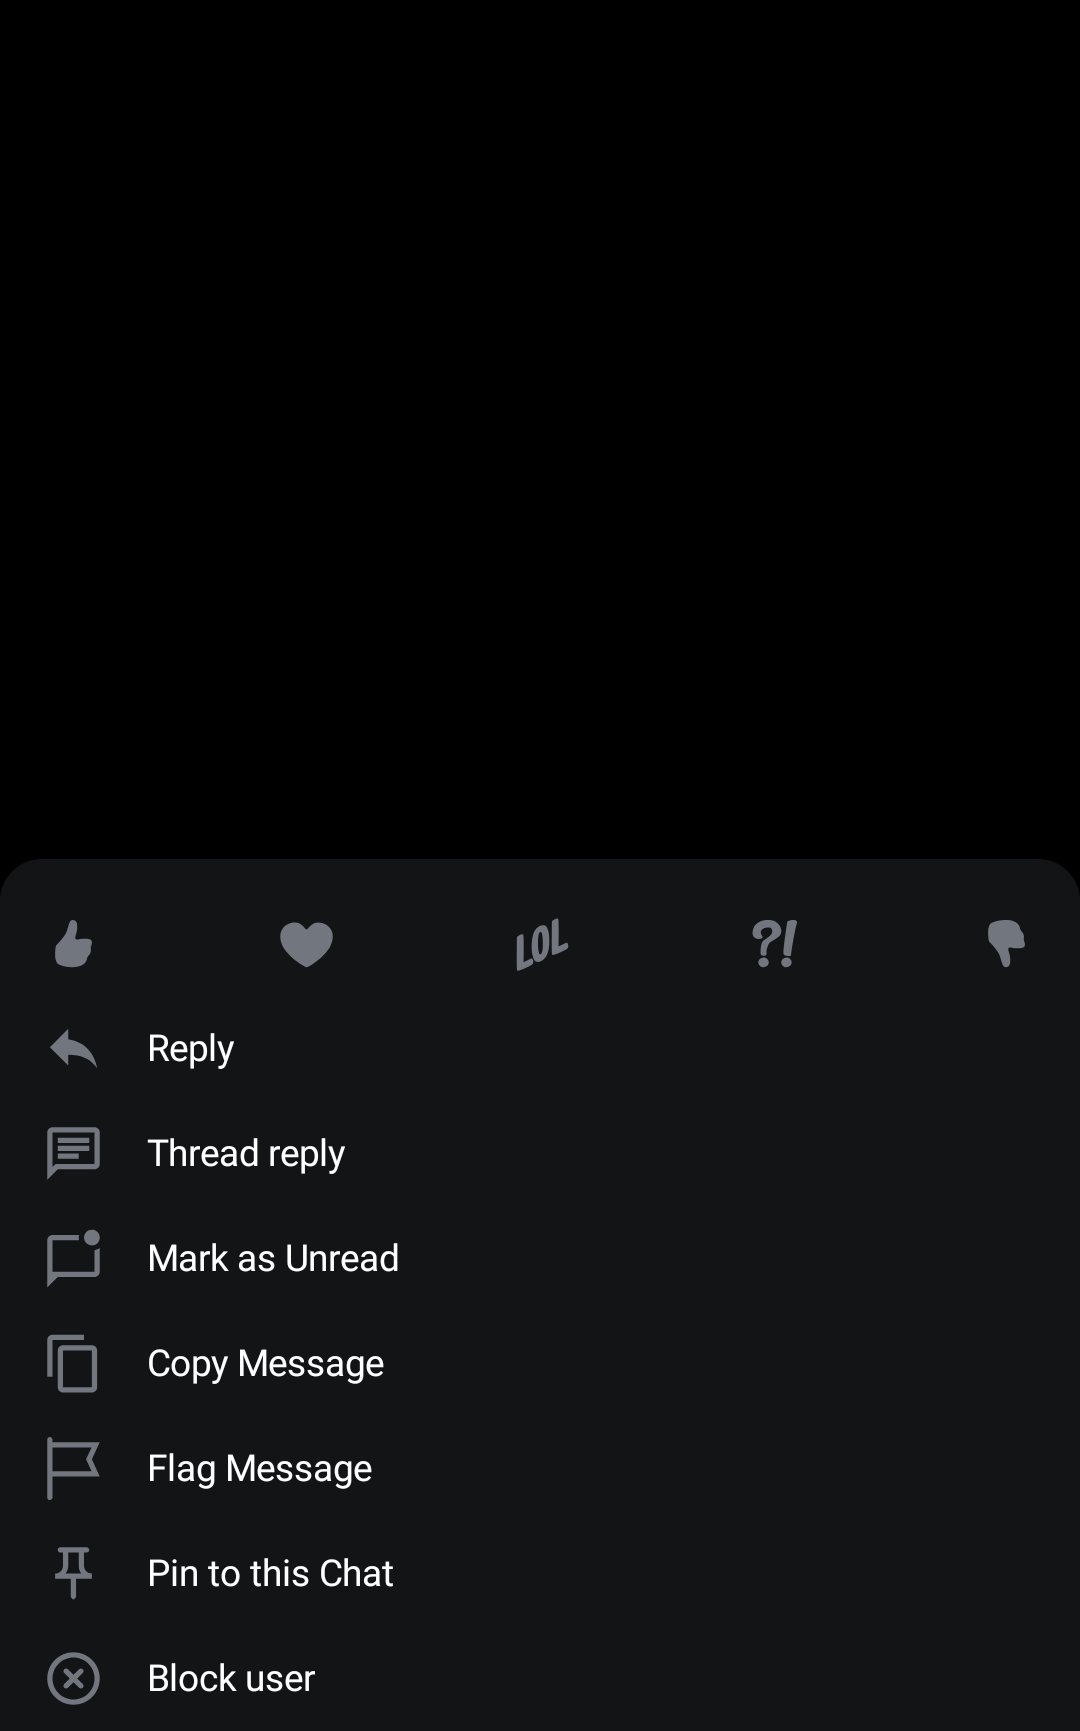 LOL
?!
Reply
Thread reply
Mark as Unread
Copy Message
Flag Message
Pin to this Chat
Block user